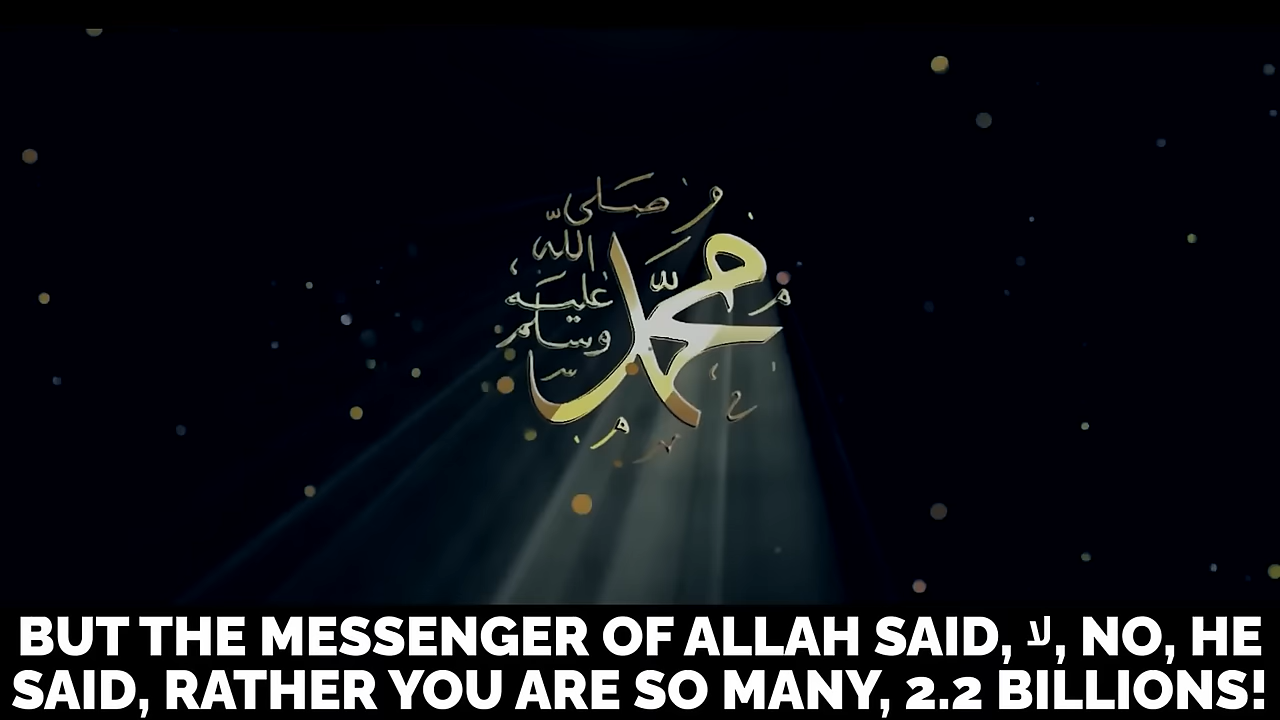 محمد
صلى
الله
عليه
وسلم
BUT THE MESSENGER OF ALLAH SAID, لا, NO, HE
SAID, RATHER YOU ARE SO MANY, 2.2 BILLIONS!